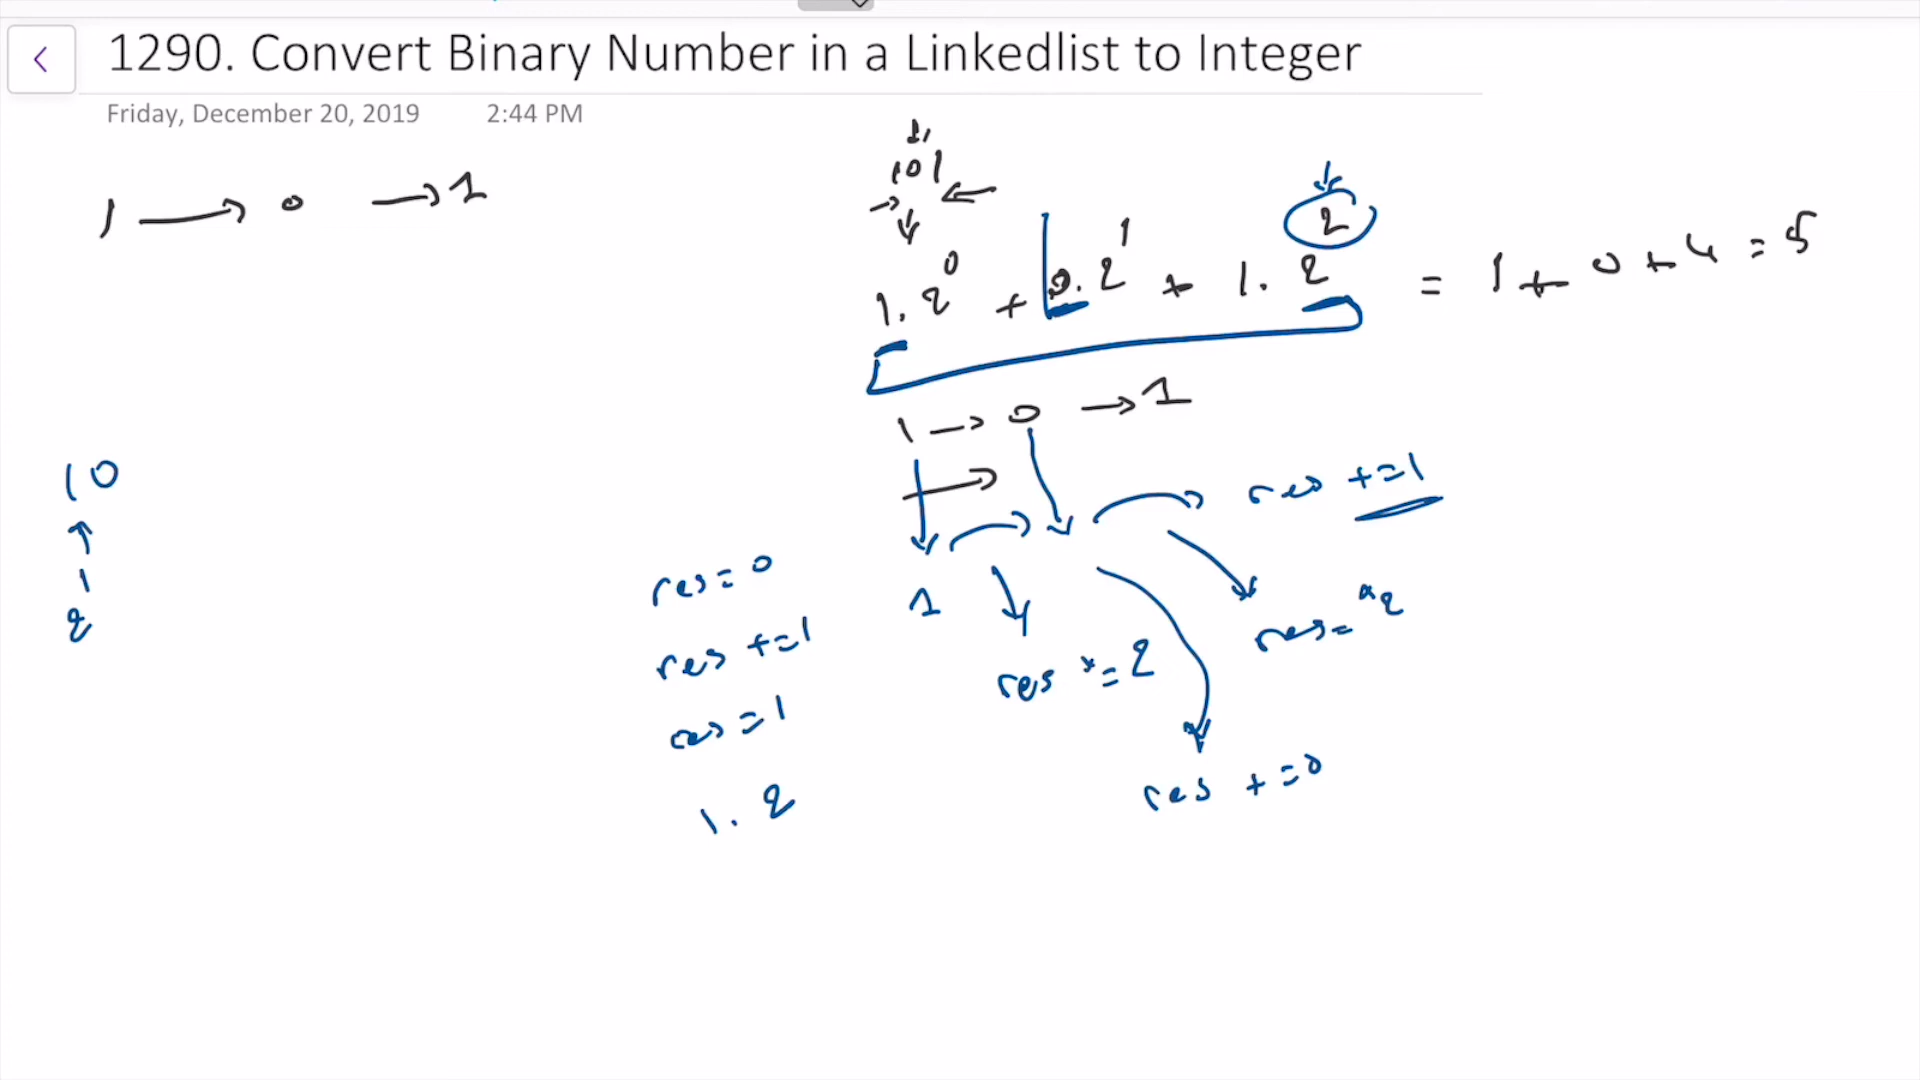 1290. Convert Binary Number in a Linkedlist to Integer
Friday, December 20, 2019 2:44 PM
1 → 0 → 1
101
1.2^0 + 0.2^1 + 1.2^2 = 1 + 0 + 4 = 5
1 → 0 → 1
10
↑
1
2
res = 0
res += 1
res = 1
1.2
1
res *= 2
res += 0
res += 1
res = *2